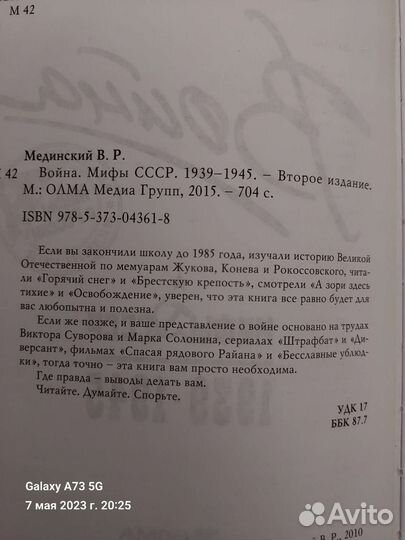 М 42
Война
Мединский В. Р.
М 42 Война. Мифы СССР. 1939–1945. – Второе издание.
М.: ОЛМА Медиа Групп, 2015. – 704 с.
ISBN 978-5-373-04361-8
Если вы закончили школу до 1985 года, изучали историю Великой
Отечественной по мемуарам Жукова, Конева и Рокоссовского, чита-
ли «Горячий снег» и «Брестскую крепость», смотрели «А зори здесь
тихие» и «Освобождение», уверен, что эта книга все равно будет для
вас любопытна и полезна.
Если же позже, и ваше представление о войне основано на трудах
Виктора Суворова и Марка Солонина, сериалах «Штрафбат» и «Ди-
версант», фильмах «Спасая рядового Райана» и «Бесславные ублюд-
ки», тогда точно – эта книга вам просто необходима.
Где правда – выводы делать вам.
Читайте. Думайте. Спорьте.
УДК 17
ББК 87.7
В. Р., 2010
Galaxy A73 5G
7 мая 2023 г. 20:25
Avito